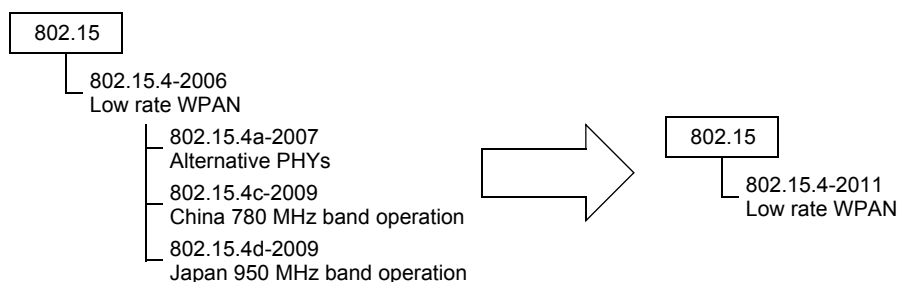 802.15
802.15.4-2006
Low rate WPAN
802.15.4a-2007
Alternative PHYs
802.15.4c-2009
China 780 MHz band operation
802.15.4d-2009
Japan 950 MHz band operation
802.15
802.15.4-2011
Low rate WPAN